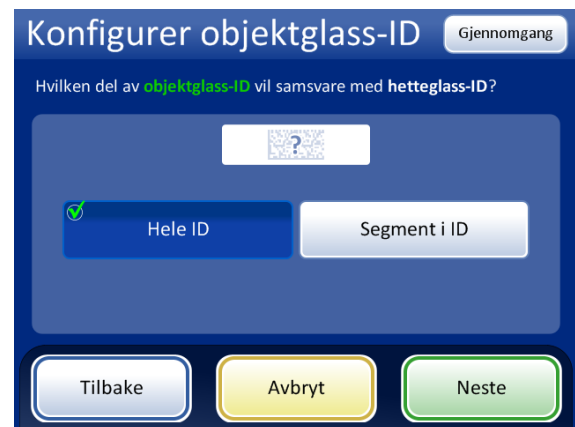 Konfigurer objektglass-ID
Gjennomgang
Hvilken del av objektglass-ID vil samsvare med hetteglass-ID?
?
Hele ID
Segment i ID
Tilbake
Avbryt
Neste